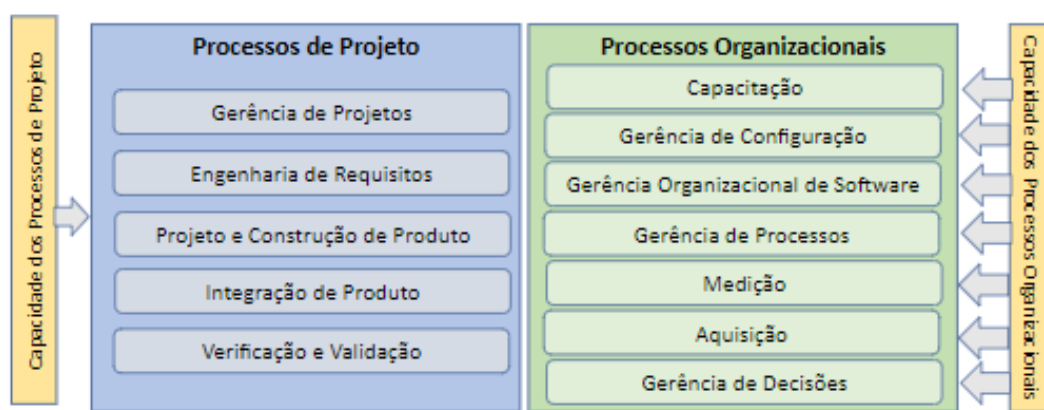 Capacidade dos Processos de Projeto
Processos de Projeto
Gerência de Projetos
Engenharia de Requisitos
Projeto e Construção de Produto
Integração de Produto
Verificação e Validação
Processos Organizacionais
Capacitação
Gerência de Configuração
Gerência Organizacional de Software
Gerência de Processos
Medição
Aquisição
Gerência de Decisões
Capacidade dos Processos Organizacionais